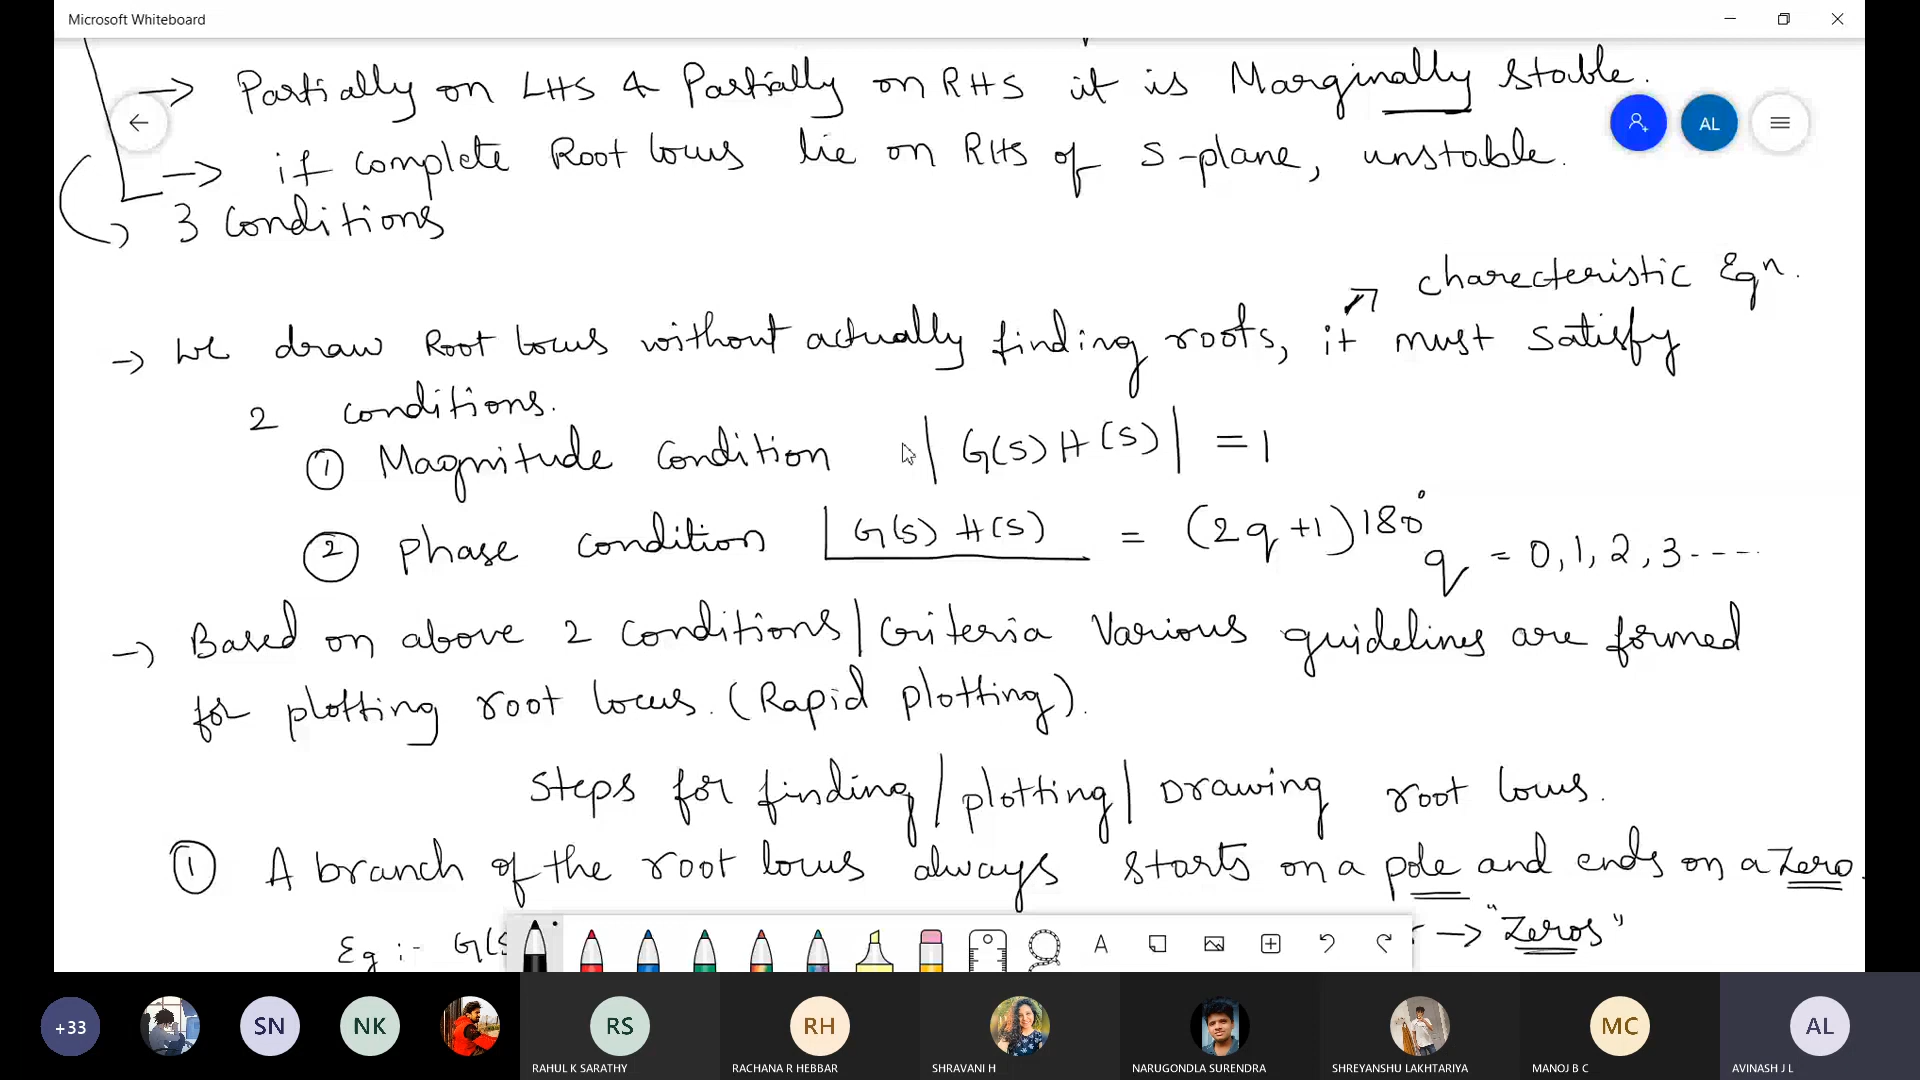 Microsoft Whiteboard
→ Partially on LHS & Partially on RHS it is Marginally stable.
AL
→ if complete Root locus lie on RHS of s-plane, unstable.
→ 3 conditions
charecteristic Eqn.
→ We draw Root locus without actually finding roots, it must satisfy
2 conditions.
① Magnitude condition |G(s)H(s)| = 1
② phase condition ∠G(s)H(s) = (2q+1)180° q = 0,1,2,3----
→ Based on above 2 conditions/criteria various guidelines are formed
for plotting root locus. (Rapid plotting).
steps for finding/plotting/Drawing root locus.
① A branch of the root locus always starts on a pole and ends on a zero.
Eg :- G(s → "Zeros"
A
+33 SN NK RS RH MC AL
RAHUL K SARATHY RACHANA R HEBBAR SHRAVANI H NARUGONDLA SURENDRA SHREYANSHU LAKHTARIYA MANOJ B C AVINASH J L